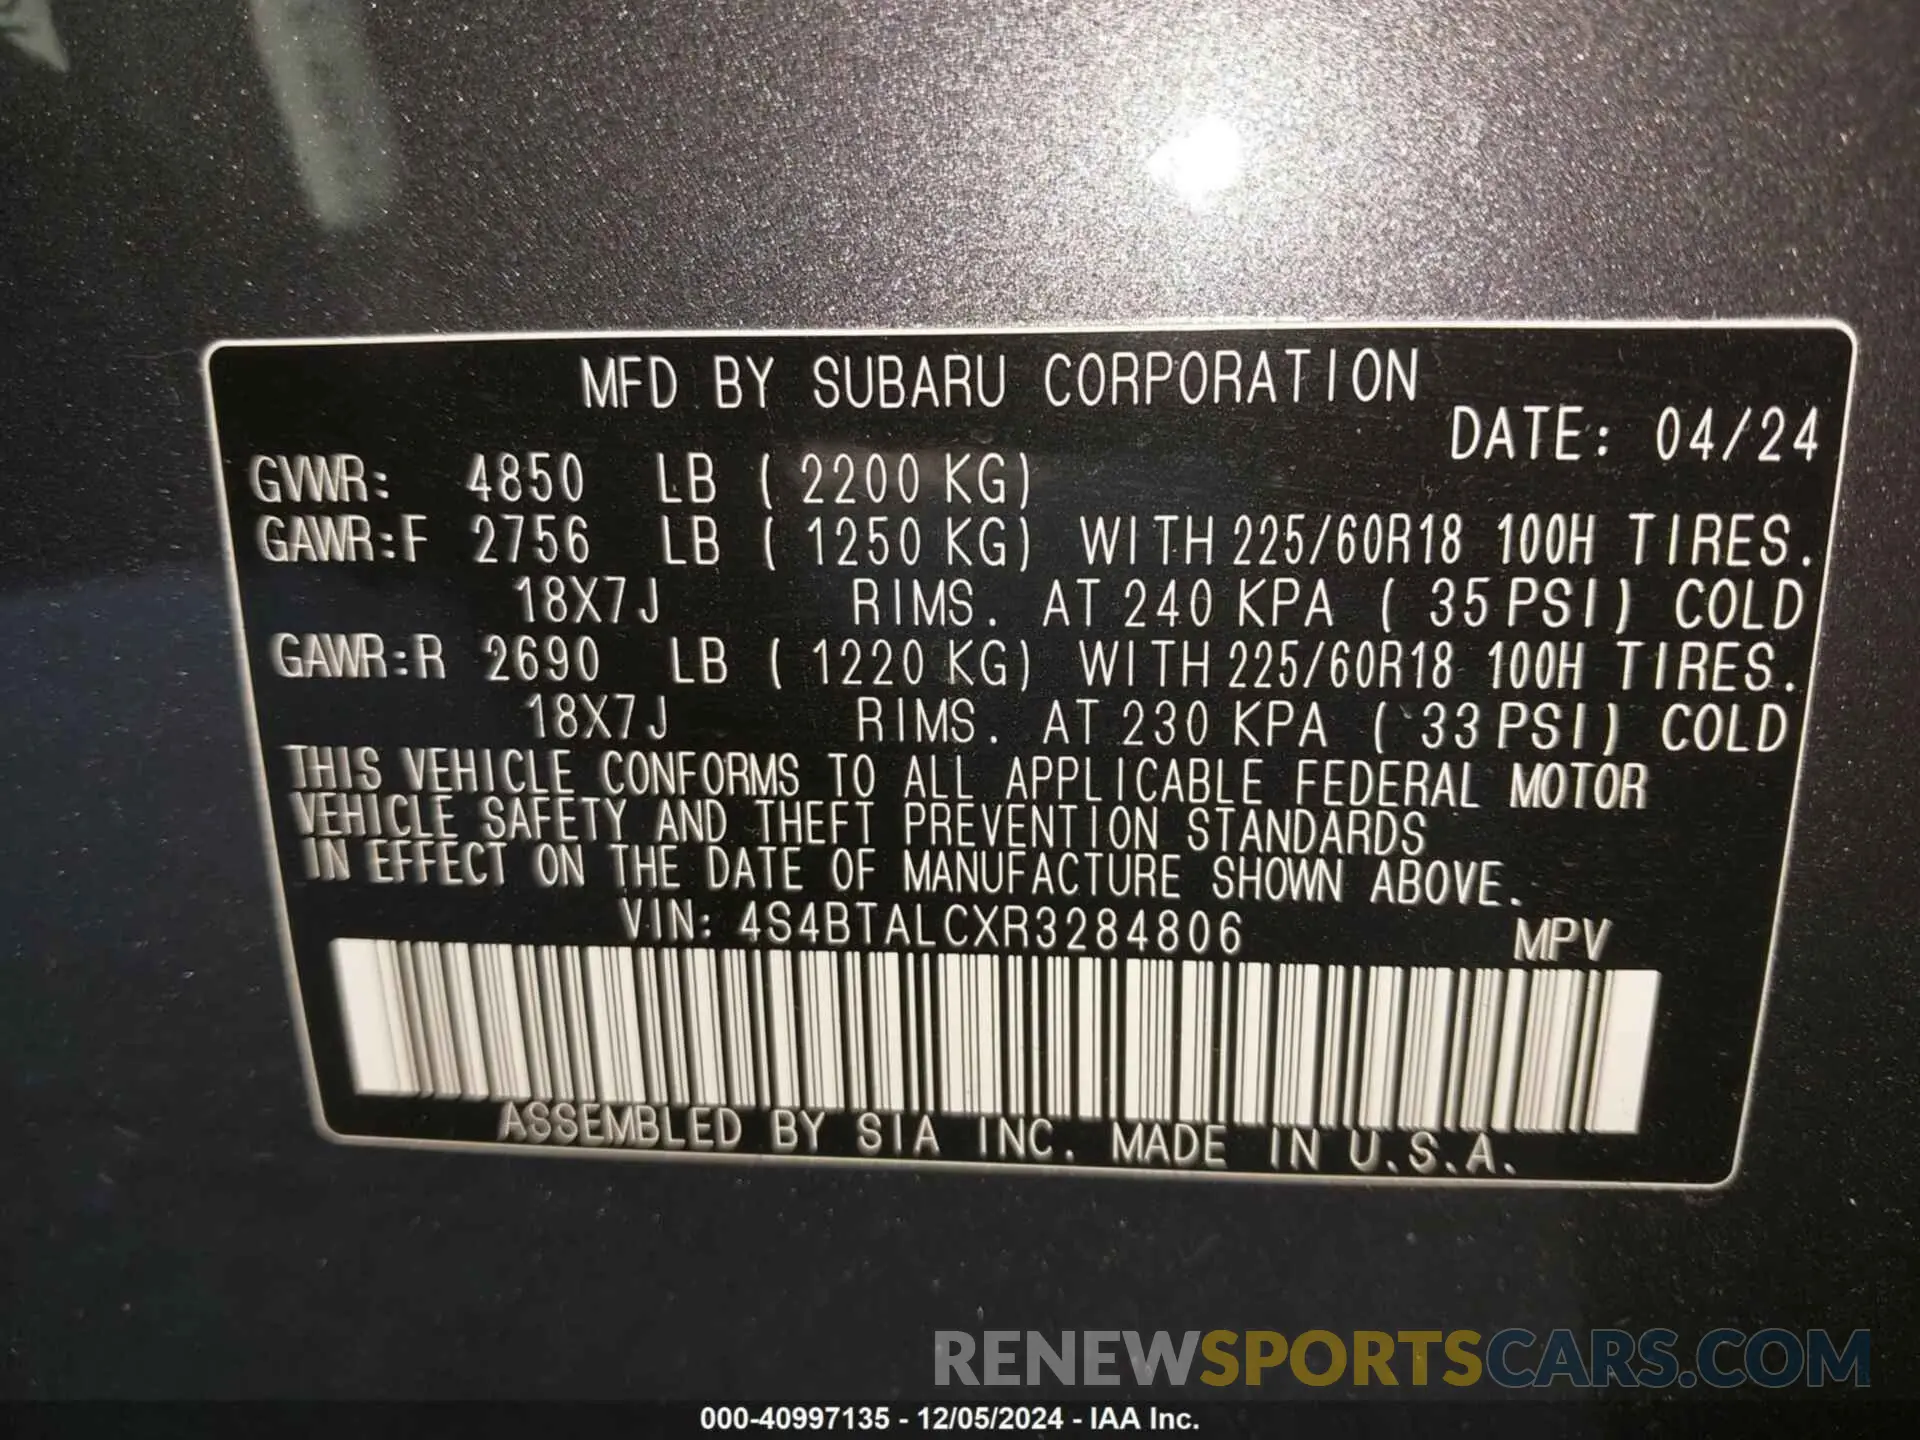 MFD BY SUBARU CORPORATION
DATE: 04/24
GVWR: 4850 LB ( 2200 KG)
GAWR:F 2756 LB ( 1250 KG) WITH 225/60R18 100H TIRES.
18X7J RIMS. AT 240 KPA ( 35 PSI) COLD
GAWR:R 2690 LB ( 1220 KG) WITH 225/60R18 100H TIRES.
18X7J RIMS. AT 230 KPA ( 33 PSI) COLD
THIS VEHICLE CONFORMS TO ALL APPLICABLE FEDERAL MOTOR
VEHICLE SAFETY AND THEFT PREVENTION STANDARDS
IN EFFECT ON THE DATE OF MANUFACTURE SHOWN ABOVE.
VIN: 4S4BTALCXR3284806 MPV
ASSEMBLED BY SIA INC. MADE IN U.S.A.
RENEWSPORTSCARS.COM
000-40997135 - 12/05/2024 - IAA Inc.